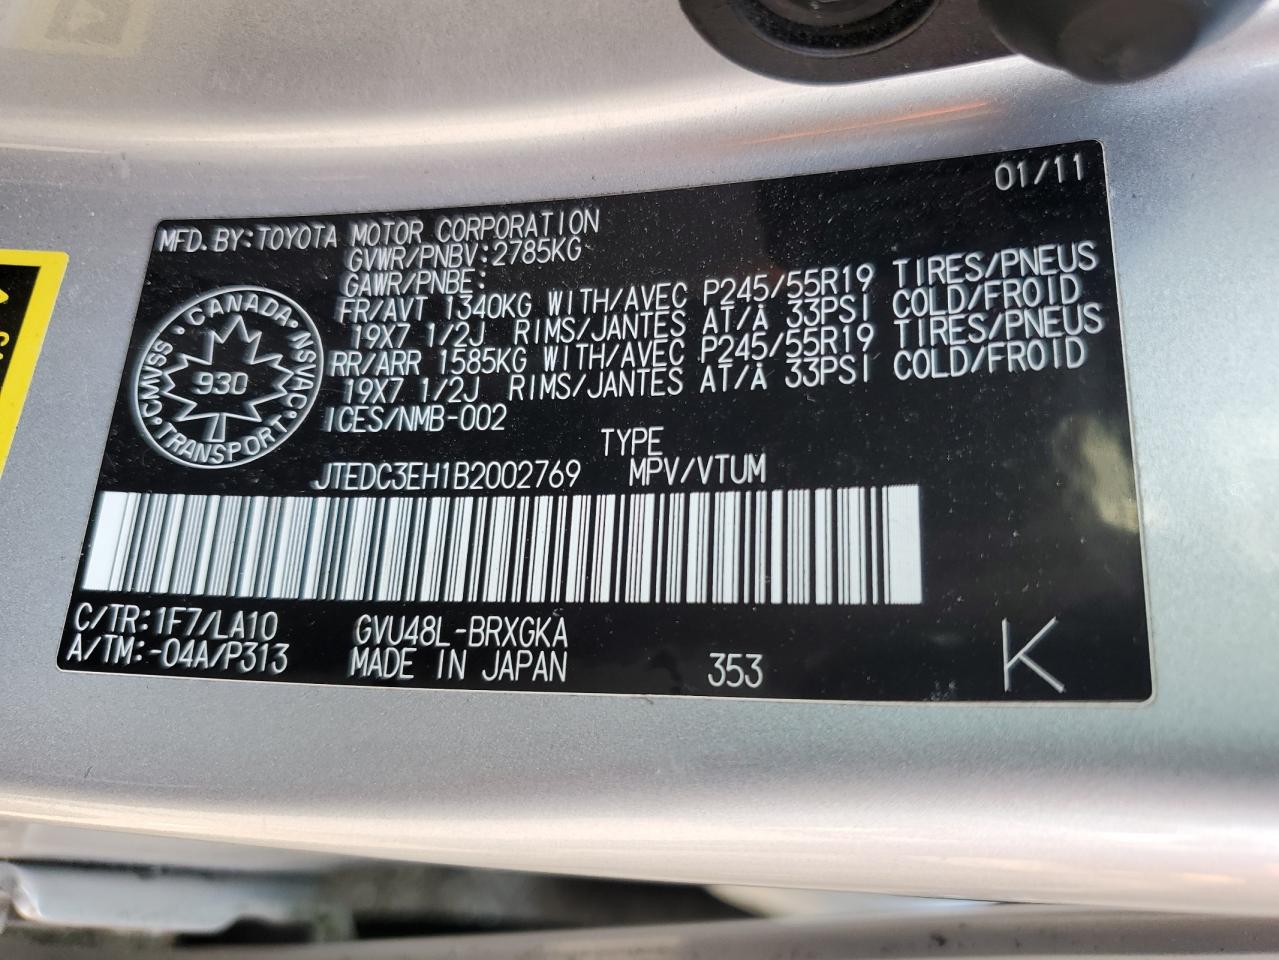 01/11
MFD.BY:TOYOTA MOTOR CORPORATION
GVWR/PNBV:2785KG
GAWR/PNBE:
FR/AVT 1340KG WITH/AVEC P245/55R19 TIRES/PNEUS
19X7 1/2J RIMS/JANTES AT/À 33PSI COLD/FROID
RR/ARR 1585KG WITH/AVEC P245/55R19 TIRES/PNEUS
19X7 1/2J RIMS/JANTES AT/À 33PSI COLD/FROID
ICES/NMB-002
CANADA · NSVAC · TRANSPORT · CMVSS ·
930
TYPE
JTEDC3EH1B2002769 MPV/VTUM
C/TR:1F7/LA10 GVU48L-BRXGKA
A/TM:-04A/P313 MADE IN JAPAN 353
K